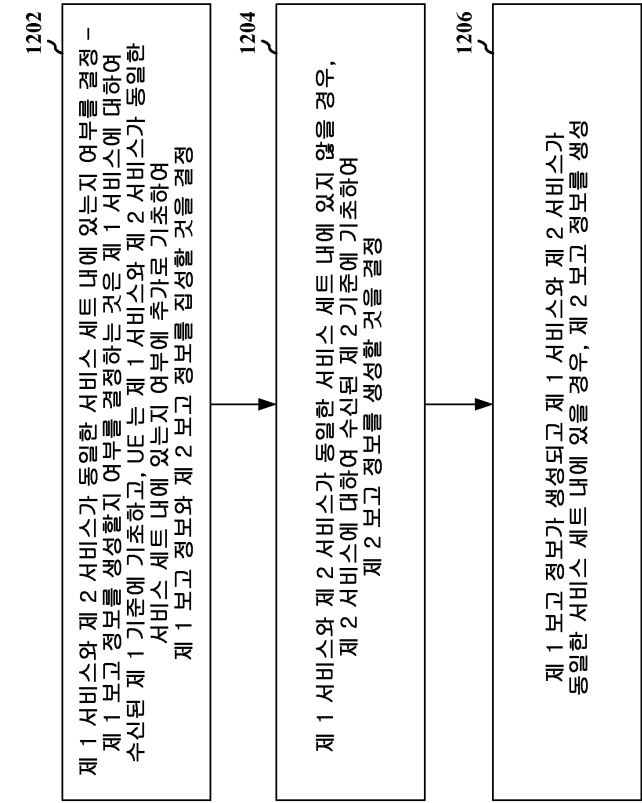 1202
제 1 서비스와 제 2 서비스가 동일한 서비스 세트 내에 있는지 여부를 결정 –
제 1 보고 정보를 생성할지 여부를 결정하는 것은 제 1 서비스에 대하여
수신된 제 1 기준에 기초하고, UE 는 제 1 서비스와 제 2 서비스가 동일한
서비스 세트 내에 있는지 여부에 추가로 기초하여
제 1 보고 정보와 제 2 보고 정보를 집성할 것을 결정
1204
제 1 서비스와 제 2 서비스가 동일한 서비스 세트 내에 있지 않을 경우,
제 2 서비스에 대하여 수신된 제 2 기준에 기초하여
제 2 보고 정보를 생성할 것을 결정
1206
제 1 보고 정보가 생성되고 제 1 서비스와 제 2 서비스가
동일한 서비스 세트 내에 있을 경우, 제 2 보고 정보를 생성